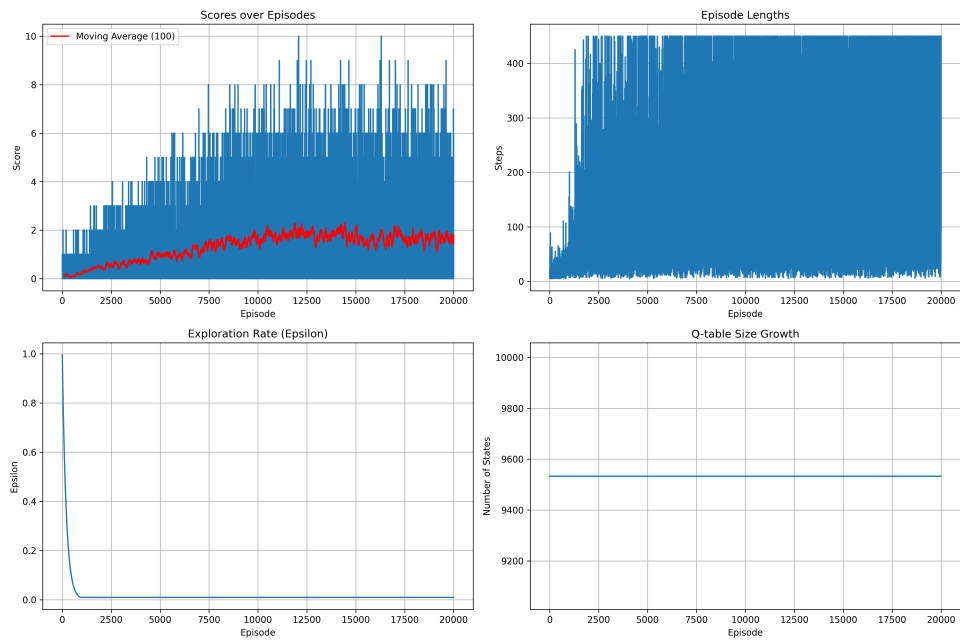 Scores over Episodes
10
8
6
4
2
0
Score
Moving Average (100)
0 2500 5000 7500 10000 12500 15000 17500 20000
Episode
Episode Lengths
400
300
200
100
0
Steps
0 2500 5000 7500 10000 12500 15000 17500 20000
Episode
Exploration Rate (Epsilon)
1.0
0.8
0.6
0.4
0.2
0.0
Epsilon
0 2500 5000 7500 10000 12500 15000 17500 20000
Episode
Q-table Size Growth
10000
9800
9600
9400
9200
Number of States
0 2500 5000 7500 10000 12500 15000 17500 20000
Episode